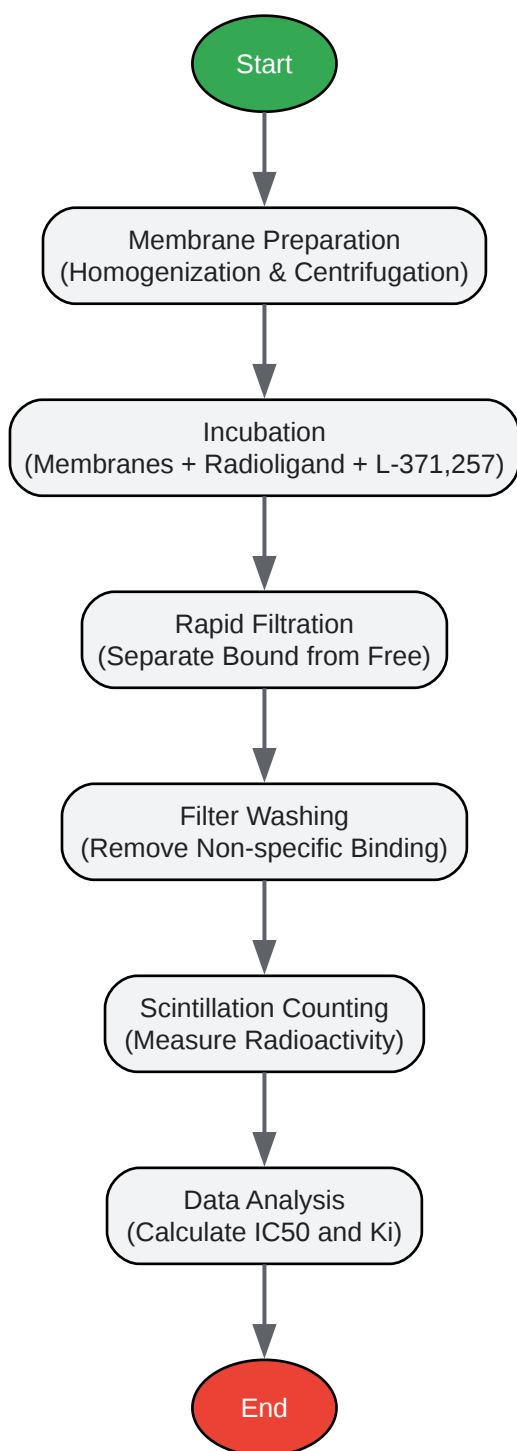 Start
Membrane Preparation
(Homogenization & Centrifugation)
Incubation
(Membranes + Radioligand + L-371,257)
Rapid Filtration
(Separate Bound from Free)
Filter Washing
(Remove Non-specific Binding)
Scintillation Counting
(Measure Radioactivity)
Data Analysis
(Calculate IC50 and Ki)
End